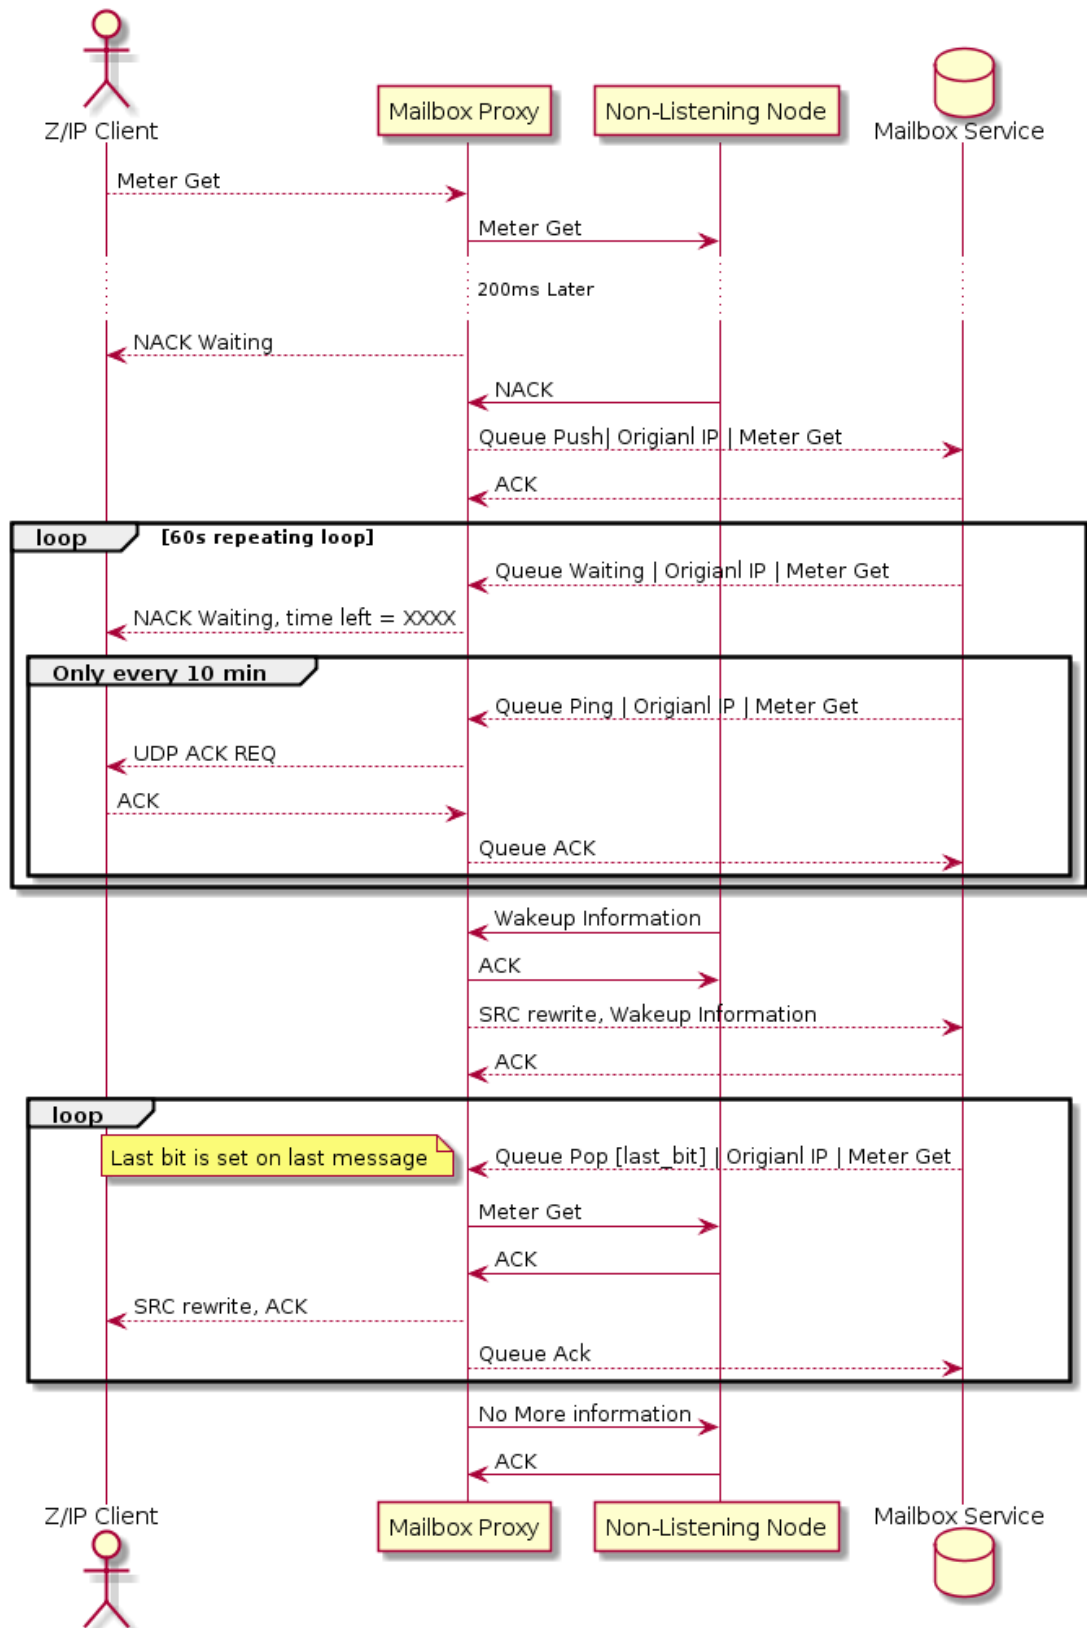 Z/IP Client
Mailbox Proxy
Non-Listening Node
Mailbox Service
Meter Get
Meter Get
200ms Later
NACK Waiting
NACK
Queue Push| Origianl IP | Meter Get
ACK
loop
[60s repeating loop]
Queue Waiting | Origianl IP | Meter Get
NACK Waiting, time left = XXXX
Only every 10 min
Queue Ping | Origianl IP | Meter Get
UDP ACK REQ
ACK
Queue ACK
Wakeup Information
ACK
SRC rewrite, Wakeup Information
ACK
loop
Last bit is set on last message
Queue Pop [last_bit] | Origianl IP | Meter Get
Meter Get
ACK
SRC rewrite, ACK
Queue Ack
No More information
ACK
Z/IP Client
Mailbox Proxy
Non-Listening Node
Mailbox Service